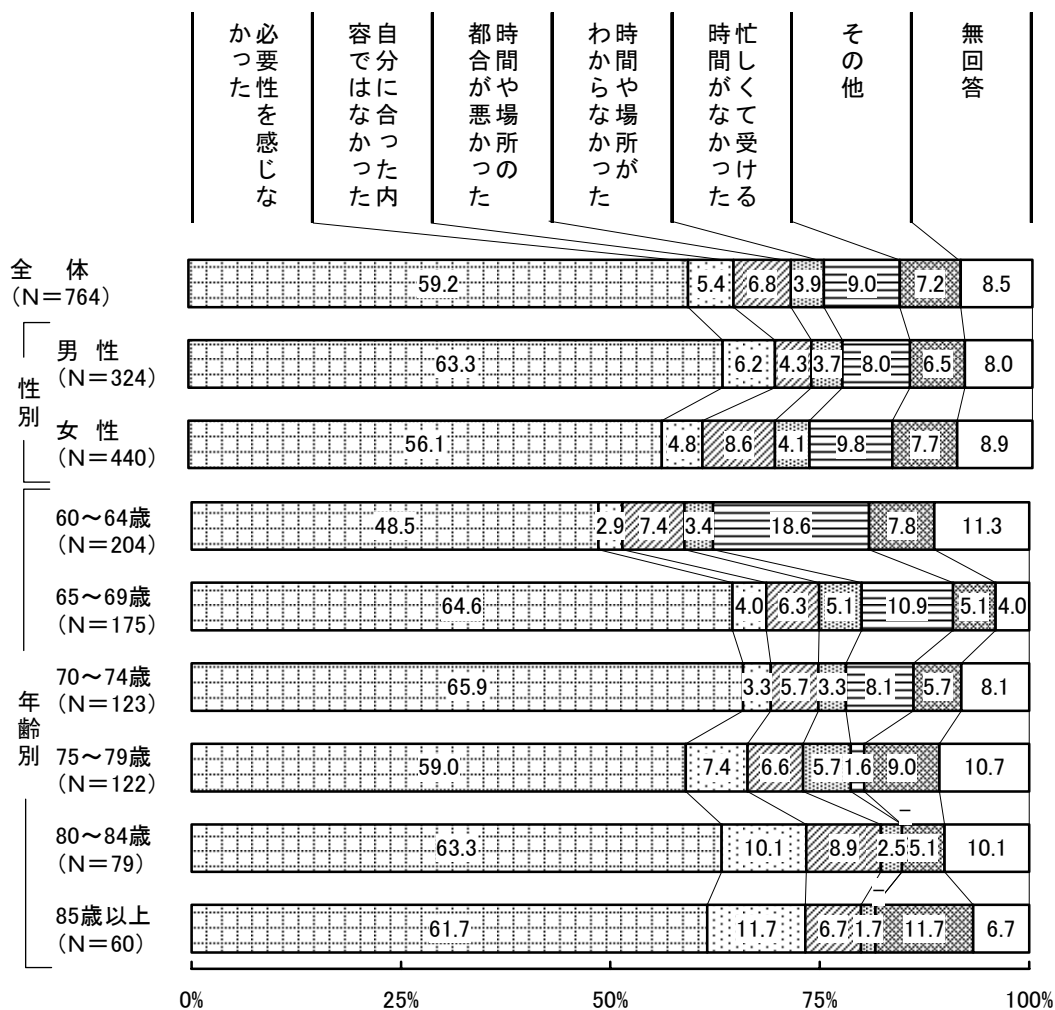 必要性を感じな
かった
自分に合った内
容ではなかった
時間や場所の
都合が悪かった
時間や場所が
わからなかった
忙しくて受ける
時間がなかった
その他
無回答
全　体
（N＝764）
59.2 5.4 6.8 3.9 9.0 7.2 8.5
性別
男　性
（N＝324）
63.3 6.2 4.3 3.7 8.0 6.5 8.0
女　性
（N＝440）
56.1 4.8 8.6 4.1 9.8 7.7 8.9
年齢別
60～64歳
（N＝204）
48.5 2.9 7.4 3.4 18.6 7.8 11.3
65～69歳
（N＝175）
64.6 4.0 6.3 5.1 10.9 5.1 4.0
70～74歳
（N＝123）
65.9 3.3 5.7 3.3 8.1 5.7 8.1
75～79歳
（N＝122）
59.0 7.4 6.6 5.7 1.6 9.0 10.7
80～84歳
（N＝79）
63.3 10.1 8.9 2.5 － 5.1 10.1
85歳以上
（N＝60）
61.7 11.7 6.7 1.7 － 11.7 6.7
0% 25% 50% 75% 100%